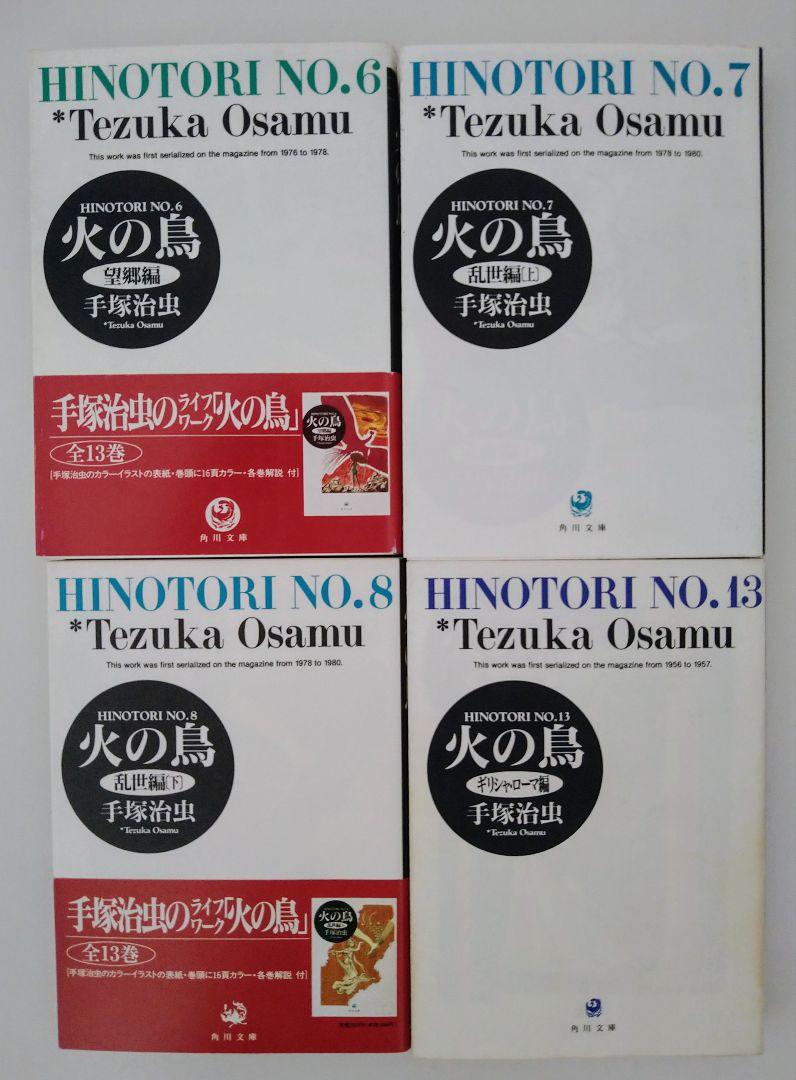 HINOTORI NO.6
*Tezuka Osamu
This work was first serialized on the magazine from 1976 to 1978.
HINOTORI NO.6
火の鳥
望郷編
手塚治虫
*Tezuka Osamu
手塚治虫のライフワーク「火の鳥」
全13巻
[手塚治虫のカラーイラストの表紙・巻頭に16頁カラー・各巻解説 付]
火の鳥
望郷編
手塚治虫
角川文庫
HINOTORI NO.7
*Tezuka Osamu
This work was first serialized on the magazine from 1978 to 1980.
HINOTORI NO.7
火の鳥
乱世編〔上〕
手塚治虫
*Tezuka Osamu
角川文庫
HINOTORI NO.8
*Tezuka Osamu
This work was first serialized on the magazine from 1978 to 1980.
HINOTORI NO.8
火の鳥
乱世編〔下〕
手塚治虫
*Tezuka Osamu
手塚治虫のライフワーク「火の鳥」
全13巻
[手塚治虫のカラーイラストの表紙・巻頭に16頁カラー・各巻解説 付]
火の鳥
手塚治虫
角川文庫
HINOTORI NO.13
*Tezuka Osamu
This work was first serialized on the magazine from 1956 to 1957.
HINOTORI NO.13
火の鳥
ギリシャ・ローマ編
手塚治虫
*Tezuka Osamu
角川文庫